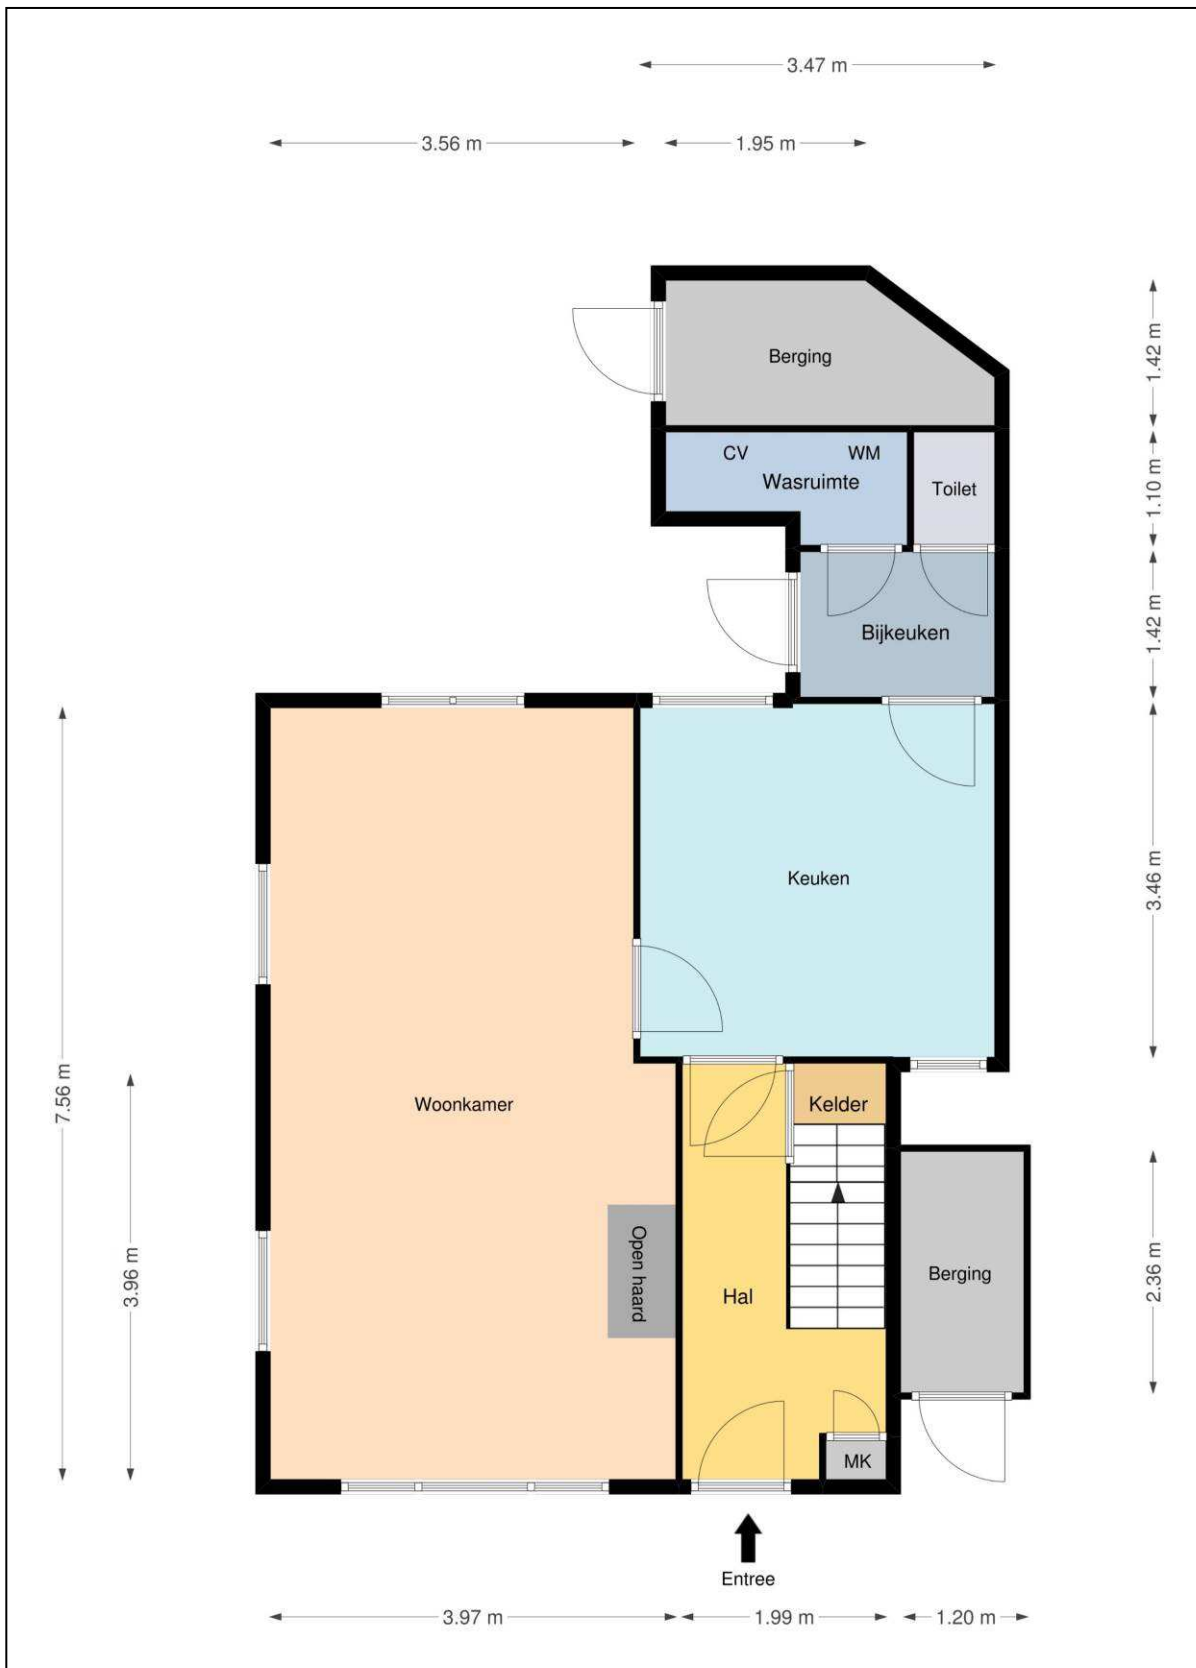 3.47 m
3.56 m
1.95 m
Berging
1.42 m
CV
WM
Wasruimte
Toilet
1.10 m
Bijkeuken
1.42 m
Keuken
3.46 m
7.56 m
Woonkamer
Kelder
3.96 m
Open haard
Hal
Berging
2.36 m
MK
Entree
3.97 m
1.99 m
1.20 m